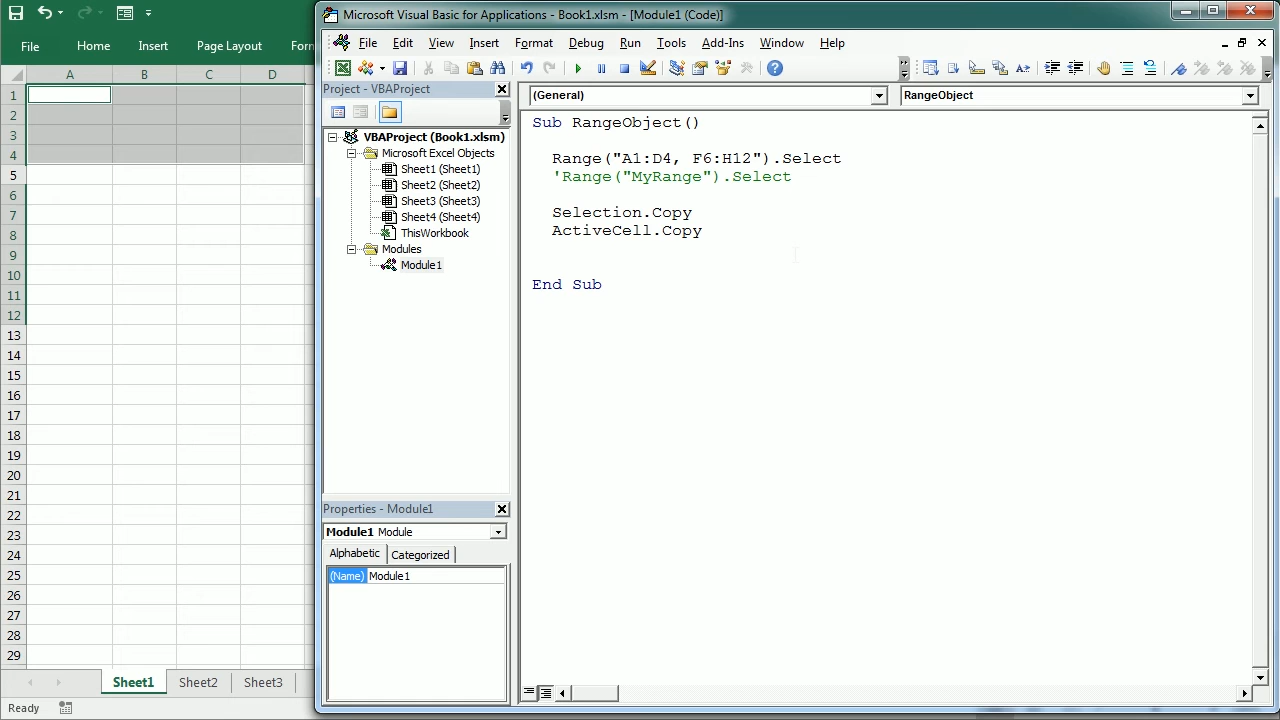 Microsoft Visual Basic for Applications - Book1.xlsm - [Module1 (Code)]
File Home Insert Page Layout Forn
File Edit View Insert Format Debug Run Tools Add-Ins Window Help
A B C D
1
2
3
4
5
6
7
8
9
10
11
12
13
14
15
16
17
18
19
20
21
22
23
24
25
26
27
28
29
Sheet1 Sheet2 Sheet3
Ready
Project - VBAProject
VBAProject (Book1.xlsm)
Microsoft Excel Objects
Sheet1 (Sheet1)
Sheet2 (Sheet2)
Sheet3 (Sheet3)
Sheet4 (Sheet4)
ThisWorkbook
Modules
Module1
Properties - Module1
Module1 Module
Alphabetic Categorized
(Name) Module1
(General) RangeObject
Sub RangeObject()
Range("A1:D4, F6:H12").Select
'Range("MyRange").Select
Selection.Copy
ActiveCell.Copy
End Sub